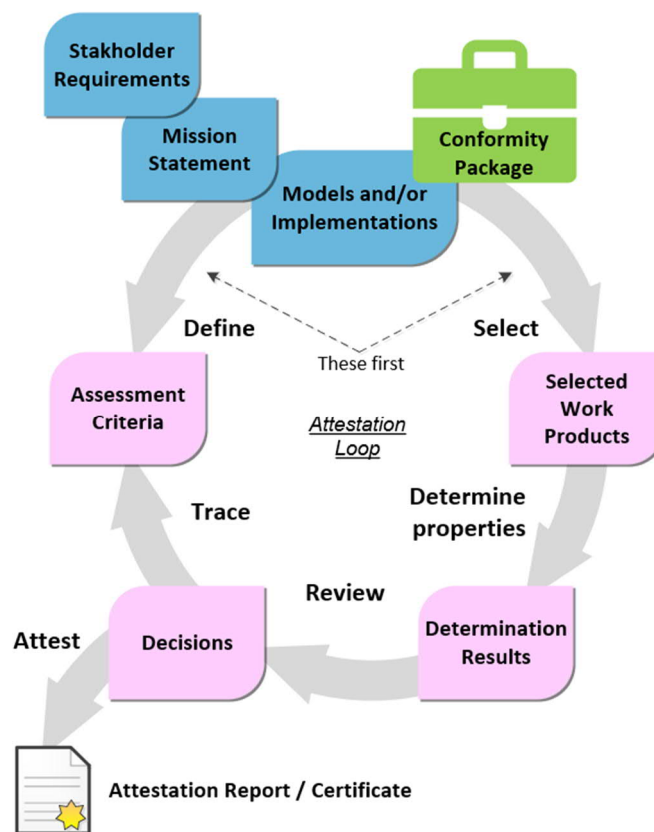 Stakholder
Requirements
Mission
Statement
Models and/or
Implementations
Conformity
Package
Define
Select
These first
Assessment
Criteria
Attestation
Loop
Selected
Work
Products
Determine
properties
Trace
Review
Attest
Decisions
Determination
Results
Attestation Report / Certificate